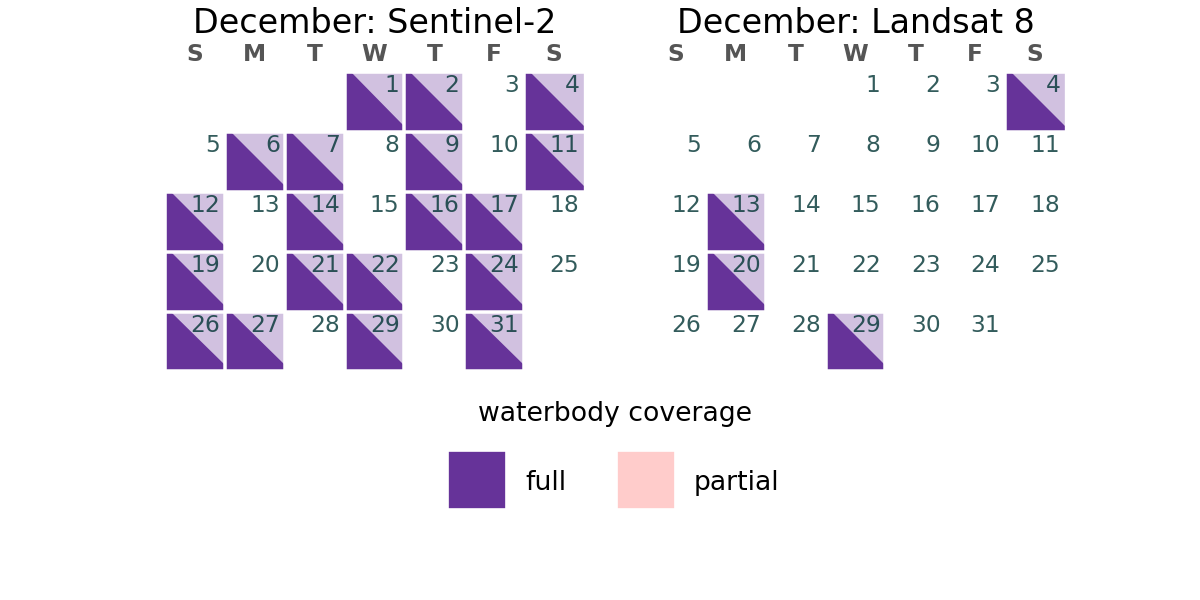 December: Sentinel-2
S M T W T F S
1 2 3 4
5 6 7 8 9 10 11
12 13 14 15 16 17 18
19 20 21 22 23 24 25
26 27 28 29 30 31
December: Landsat 8
S M T W T F S
1 2 3 4
5 6 7 8 9 10 11
12 13 14 15 16 17 18
19 20 21 22 23 24 25
26 27 28 29 30 31
waterbody coverage
full partial